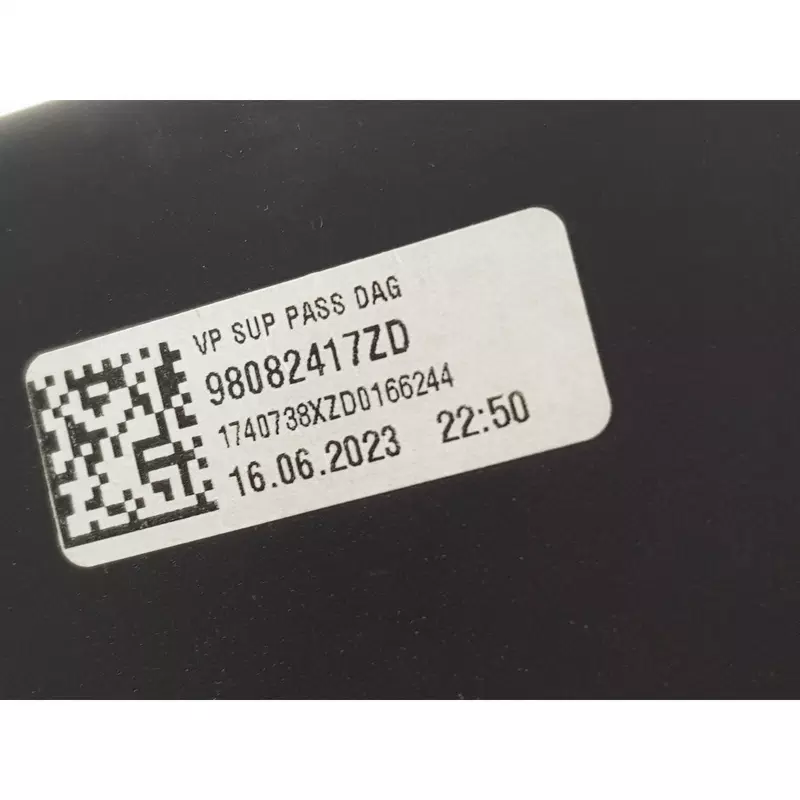 VP SUP PASS DAG
98082417ZD
1740738XZD0166244
16.06.2023 22:50